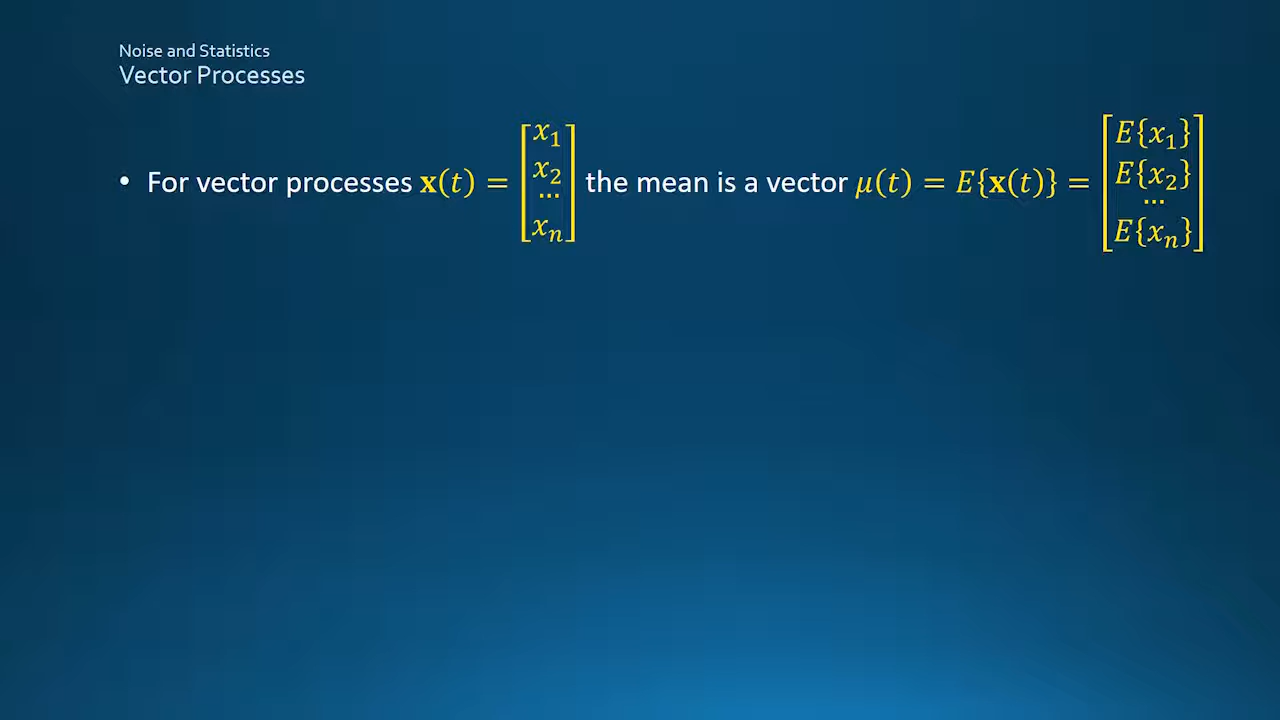 Noise and Statistics
Vector Processes
• For vector processes 𝐱(𝑡) = [𝑥₁ 𝑥₂ ⋯ 𝑥ₙ] the mean is a vector 𝜇(𝑡) = 𝐸{𝐱(𝑡)} = [𝐸{𝑥₁} 𝐸{𝑥₂} ⋯ 𝐸{𝑥ₙ}]